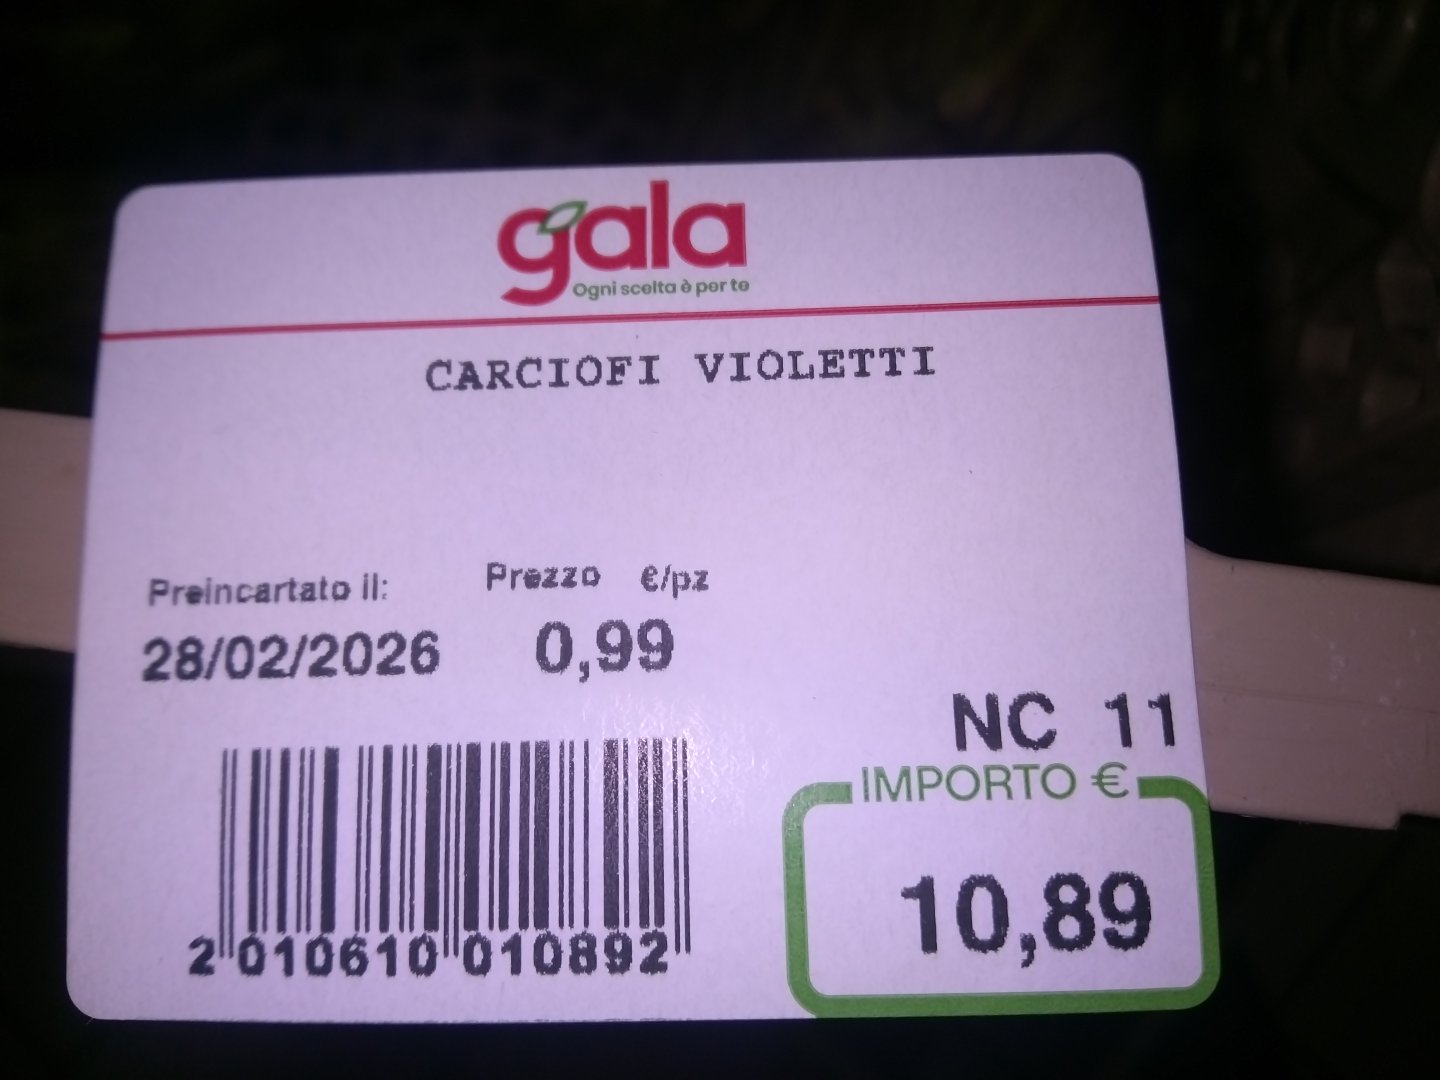 gala
Ogni scelta è per te
CARCIOFI VIOLETTI
Preincartato il: Prezzo €/pz
28/02/2026 0,99
NC 11
IMPORTO €
10,89
2 010610 010892